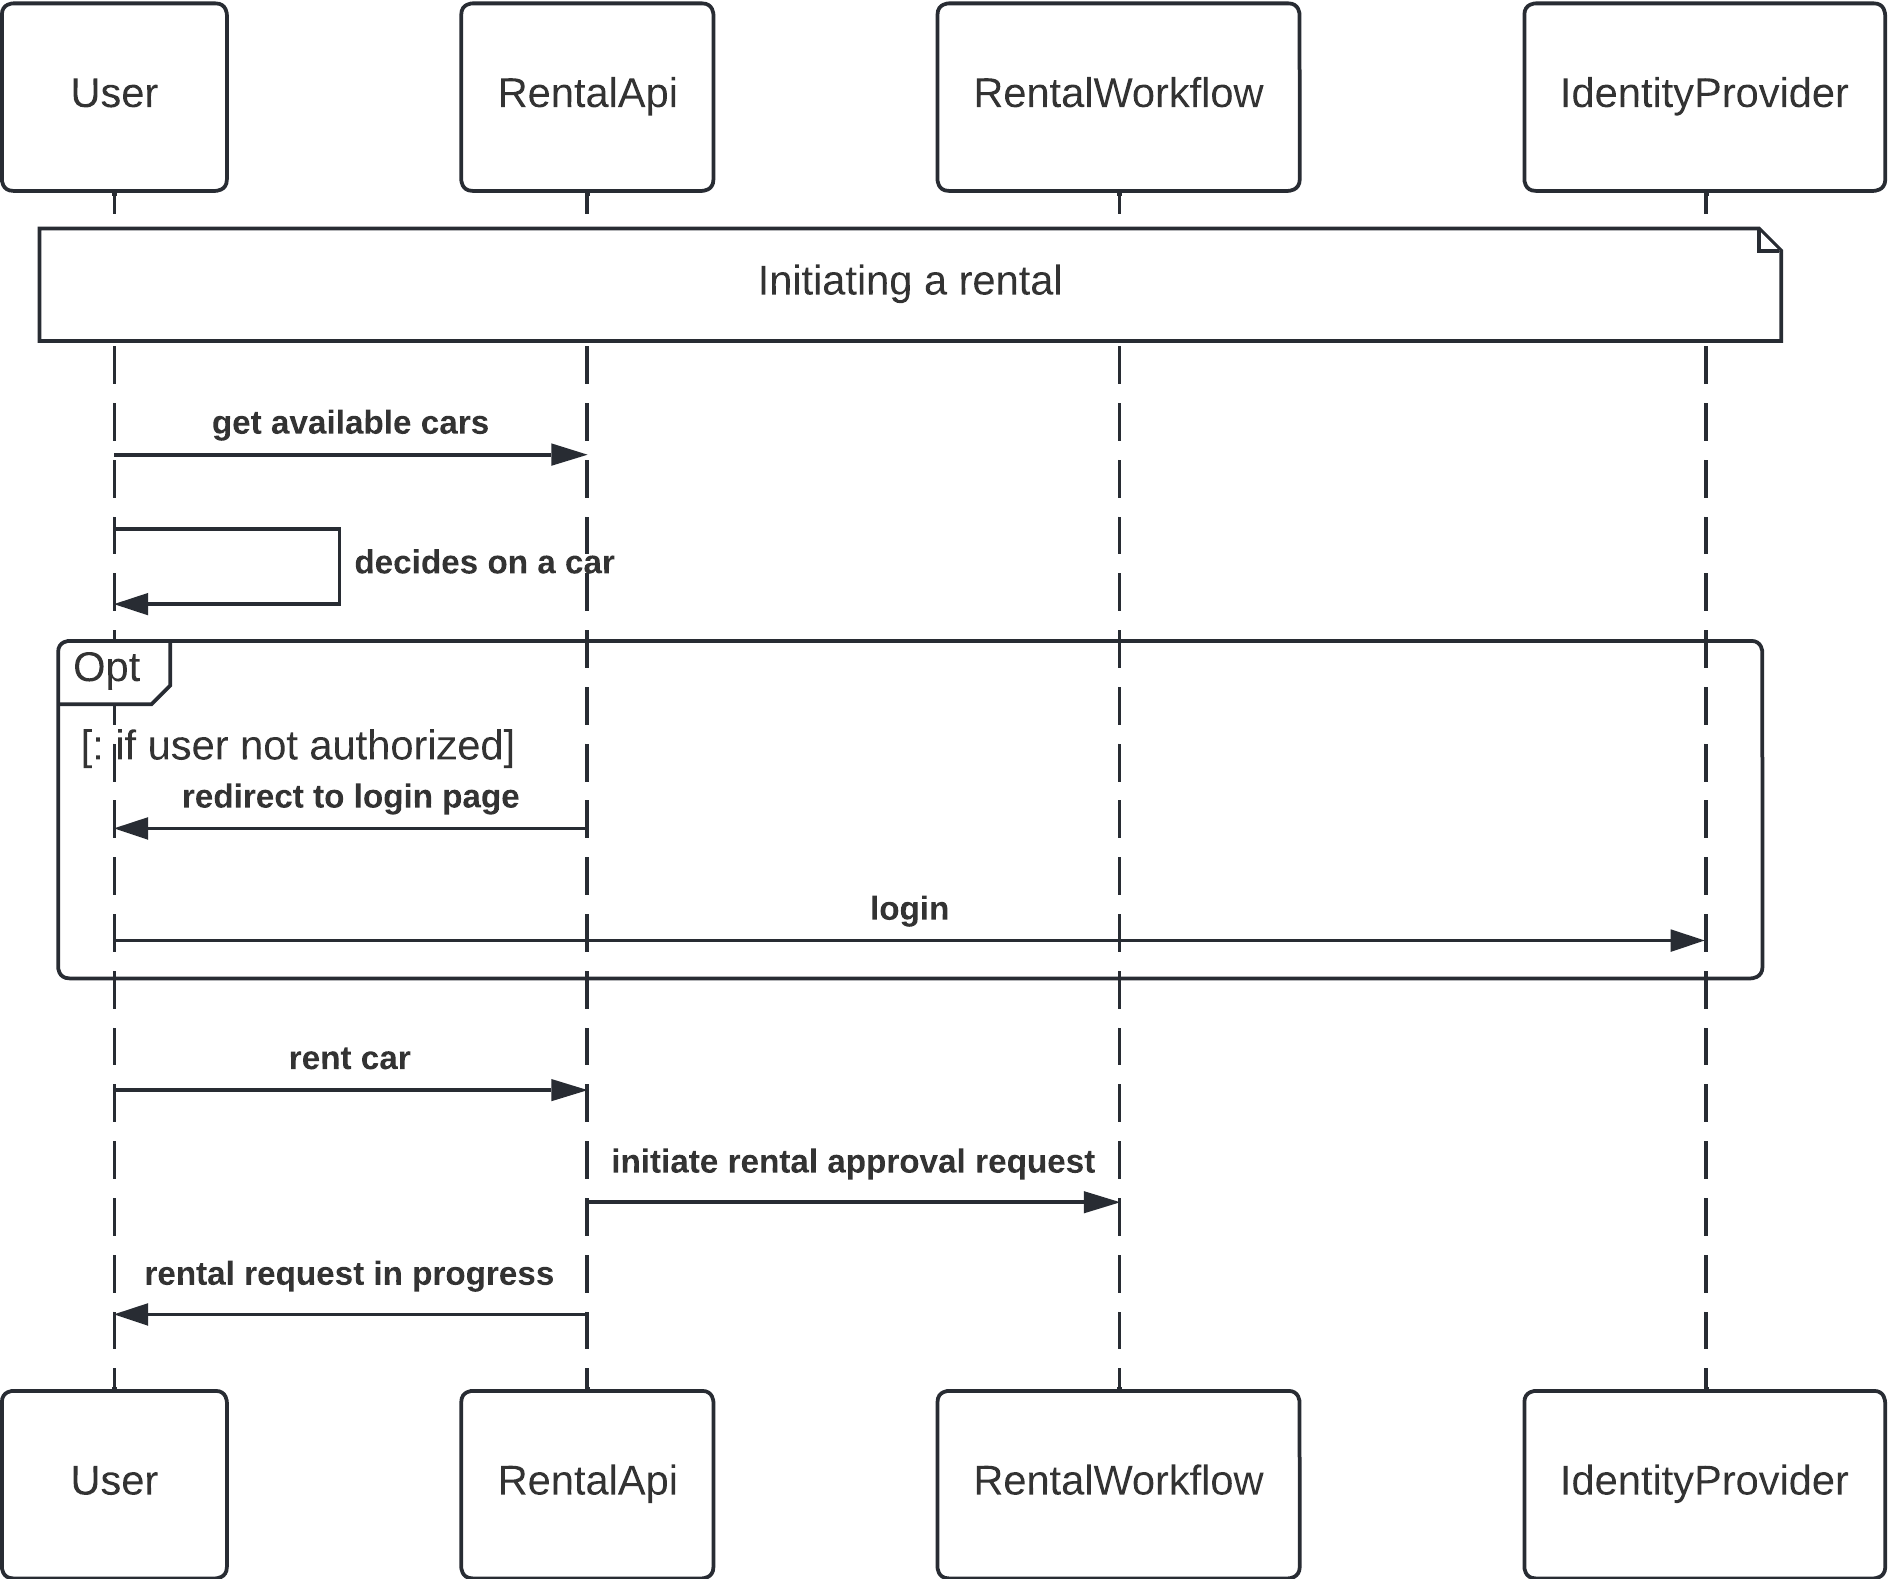 User
RentalApi
RentalWorkflow
IdentityProvider
Initiating a rental
get available cars
decides on a car
Opt
[: if user not authorized]
redirect to login page
login
rent car
initiate rental approval request
rental request in progress
User
RentalApi
RentalWorkflow
IdentityProvider